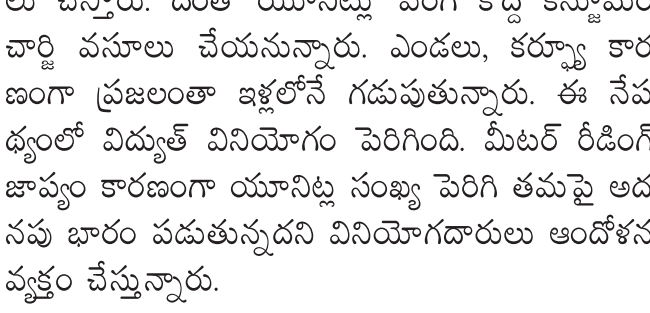 లు చేస్తారు. దీంతో యూనిట్లు పెరిగే కొద్దీ కన్స్యూమర్
చార్జి వసూలు చేయనున్నారు. ఎండలు, కర్ఫ్యూ కార
ణంగా ప్రజలంతా ఇళ్లలోనే గడుపుతున్నారు. ఈ నేప
థ్యంలో విద్యుత్ వినియోగం పెరిగింది. మీటర్ రీడింగ్
జాప్యం కారణంగా యూనిట్ల సంఖ్య పెరిగి తమపై అద
నపు భారం పడుతున్నదని వినియోగదారులు ఆందోళన
వ్యక్తం చేస్తున్నారు.